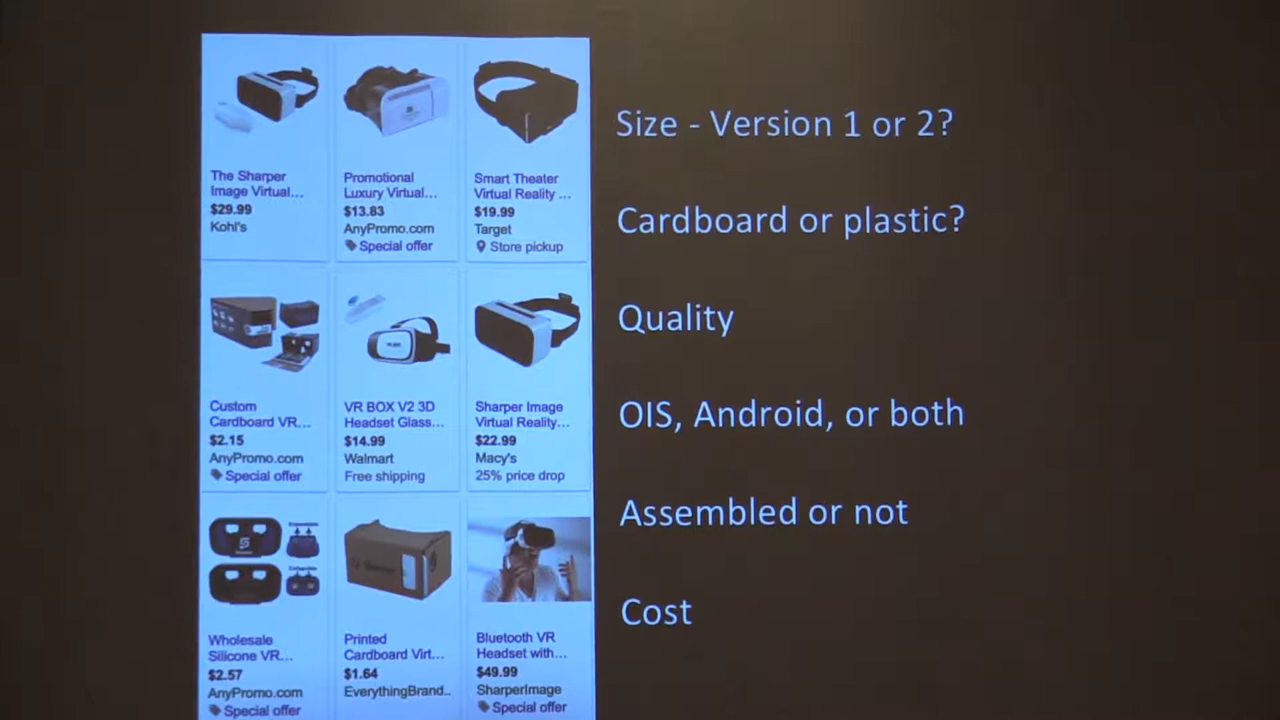 The Sharper
Image Virtual...
$29.99
Kohl's
Promotional
Luxury Virtual...
$13.83
AnyPromo.com
Special offer
Smart Theater
Virtual Reality ...
$19.99
Target
Store pickup
Custom
Cardboard VR...
$2.15
AnyPromo.com
Special offer
VR BOX V2 3D
Headset Glass...
$14.99
Walmart
Free shipping
Sharper Image
Virtual Reality...
$22.99
Macy's
25% price drop
Wholesale
Silicone VR...
$2.57
AnyPromo.com
Special offer
Printed
Cardboard Virt...
$1.64
EverythingBrand..
Bluetooth VR
Headset with...
$49.99
SharperImage
Special offer
Size - Version 1 or 2?
Cardboard or plastic?
Quality
OIS, Android, or both
Assembled or not
Cost